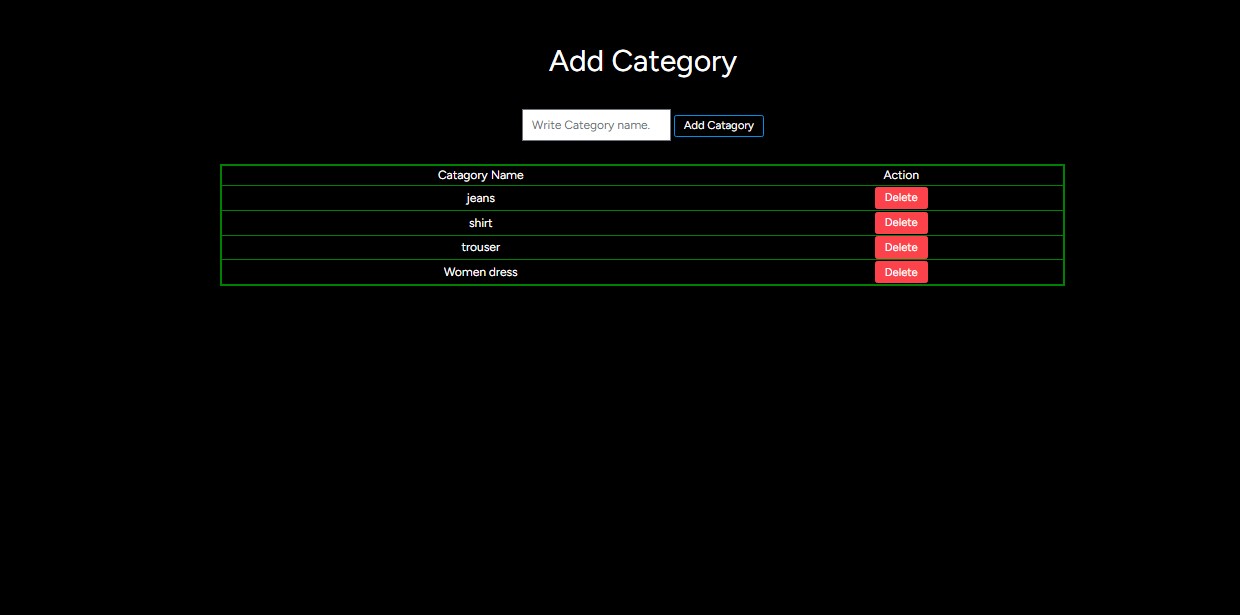 Add Category
Write Category name. Add Catagory
Catagory Name Action
jeans Delete
shirt Delete
trouser Delete
Women dress Delete